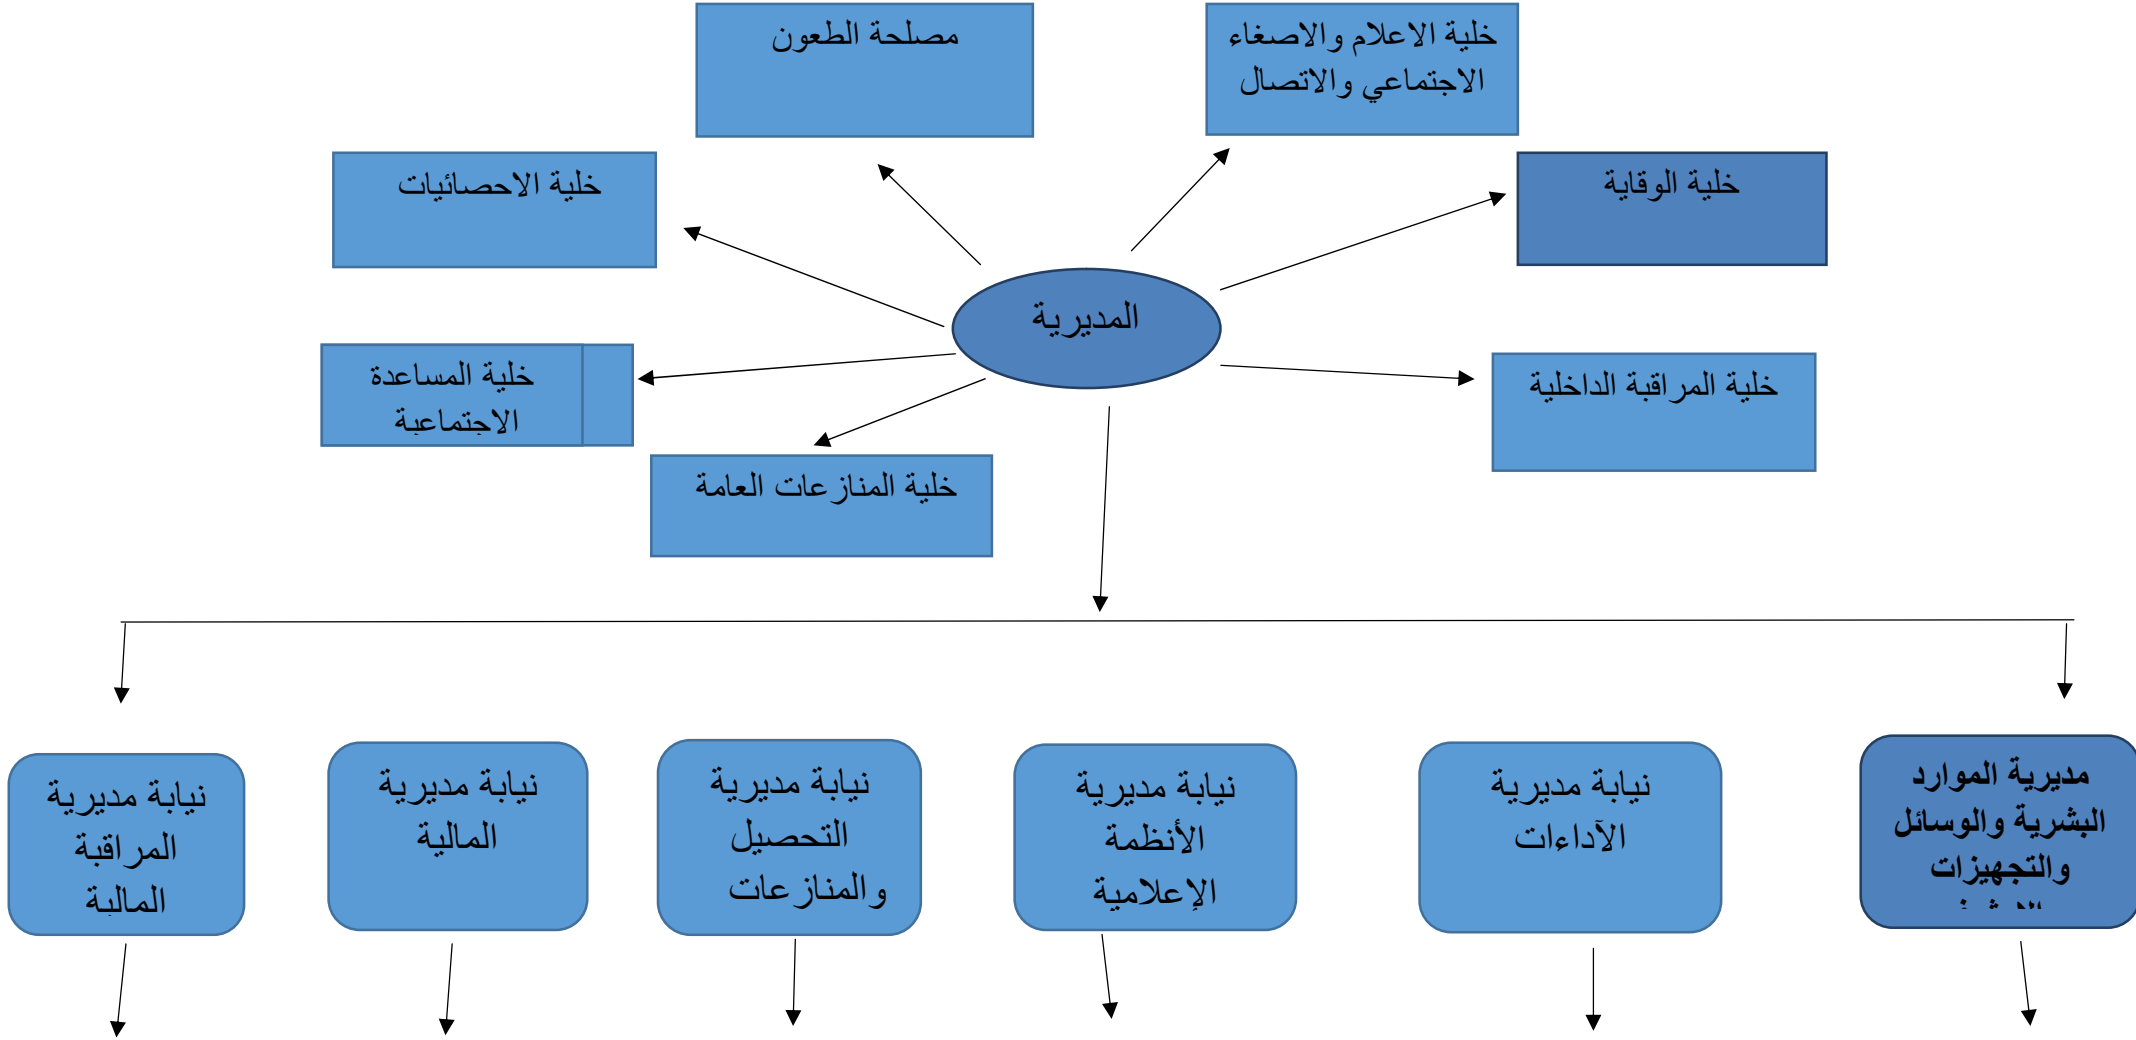 خلية الاعلام والاصغاء
الاجتماعي والاتصال
مصلحة الطعون
خلية الوقاية
خلية الاحصائيات
المديرية
خلية المراقبة الداخلية
خلية المساعدة
الاجتماعية
خلية المنازعات العامة
مديرية الموارد
البشرية والوسائل
والتجهيزات
نيابة مديرية
الآداءات
نيابة مديرية
الأنظمة
الإعلامية
نيابة مديرية
التحصيل
والمنازعات
نيابة مديرية
المالية
نيابة مديرية
المراقبة
المالية